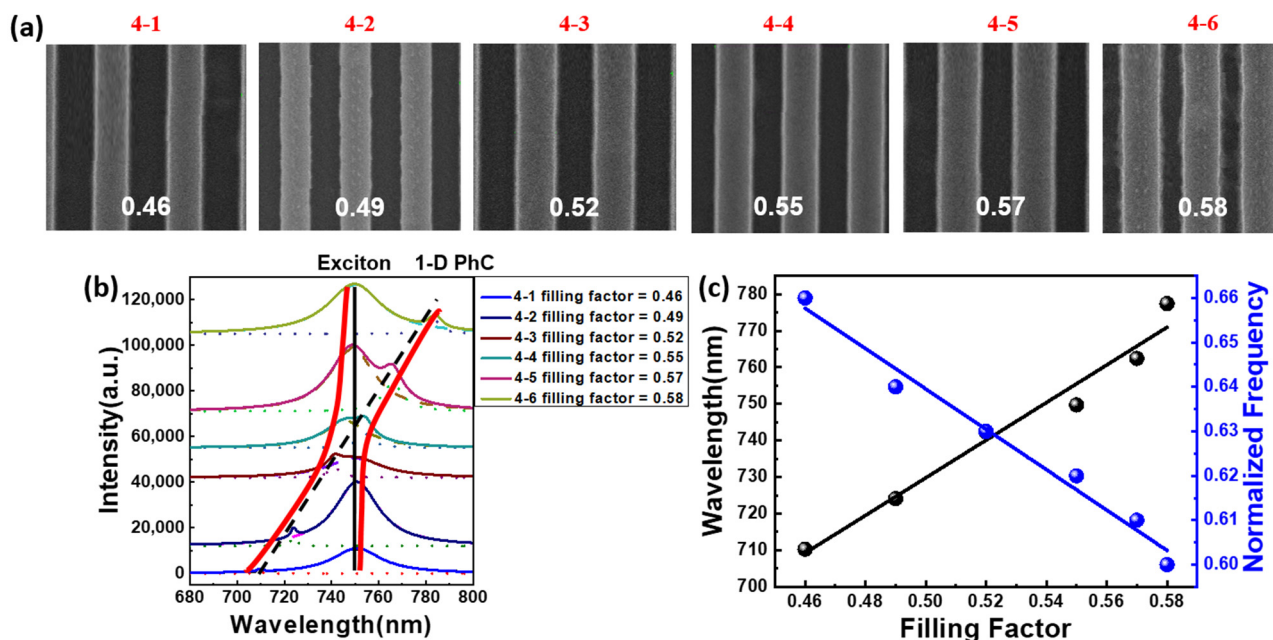 (a)
4-1 4-2 4-3 4-4 4-5 4-6
0.46 0.49 0.52 0.55 0.57 0.58
(b)
Exciton 1-D PhC
120,000
100,000
80,000
60,000
40,000
20,000
0
Intensity(a.u.)
680 700 720 740 760 780 800
Wavelength(nm)
4-1 filling factor = 0.46
4-2 filling factor = 0.49
4-3 filling factor = 0.52
4-4 filling factor = 0.55
4-5 filling factor = 0.57
4-6 filling factor = 0.58
(c)
780
770
760
750
740
730
720
710
700
Wavelength(nm)
0.46 0.48 0.50 0.52 0.54 0.56 0.58
Filling Factor
0.66
0.65
0.64
0.63
0.62
0.61
0.60
Normalized Frequency